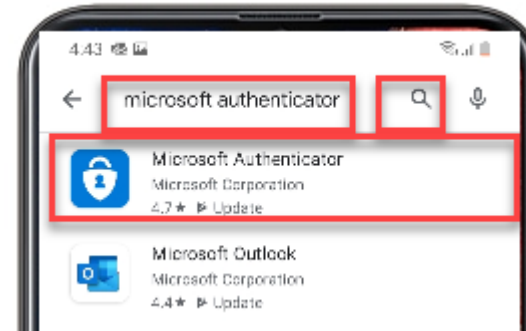 4:43
microsoft authenticator
Microsoft Authenticator
Microsoft Corporation
4.7★ Update
Microsoft Outlook
Microsoft Corporation
4.4★ Update